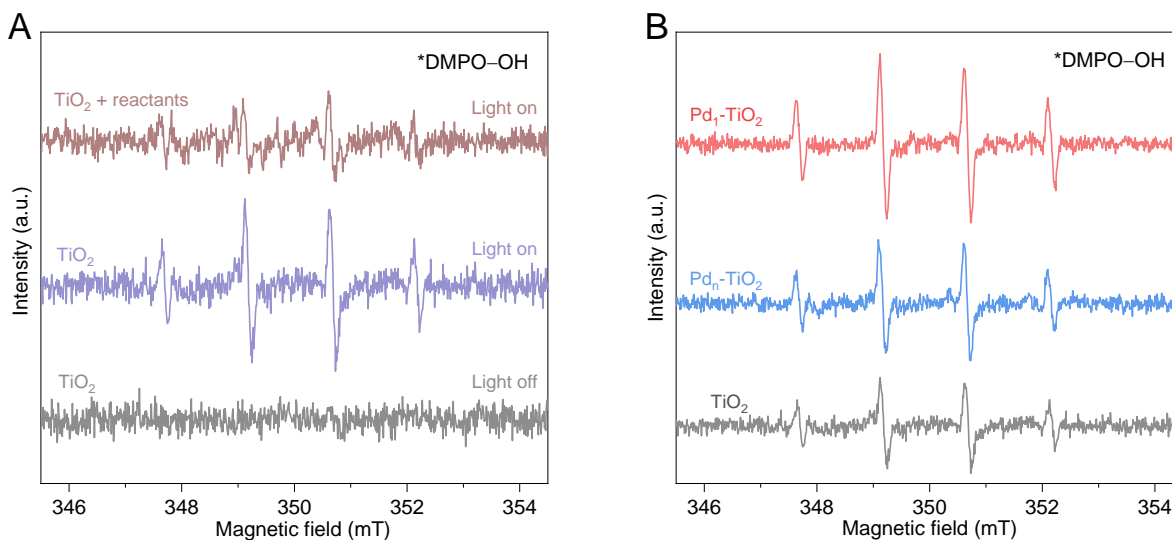 A
*DMPO–OH
TiO₂ + reactants
Light on
TiO₂
Light on
TiO₂
Light off
Intensity (a.u.)
346 348 350 352 354
Magnetic field (mT)
B
*DMPO–OH
Pd₁-TiO₂
Pdₙ-TiO₂
TiO₂
Intensity (a.u.)
346 348 350 352 354
Magnetic field (mT)